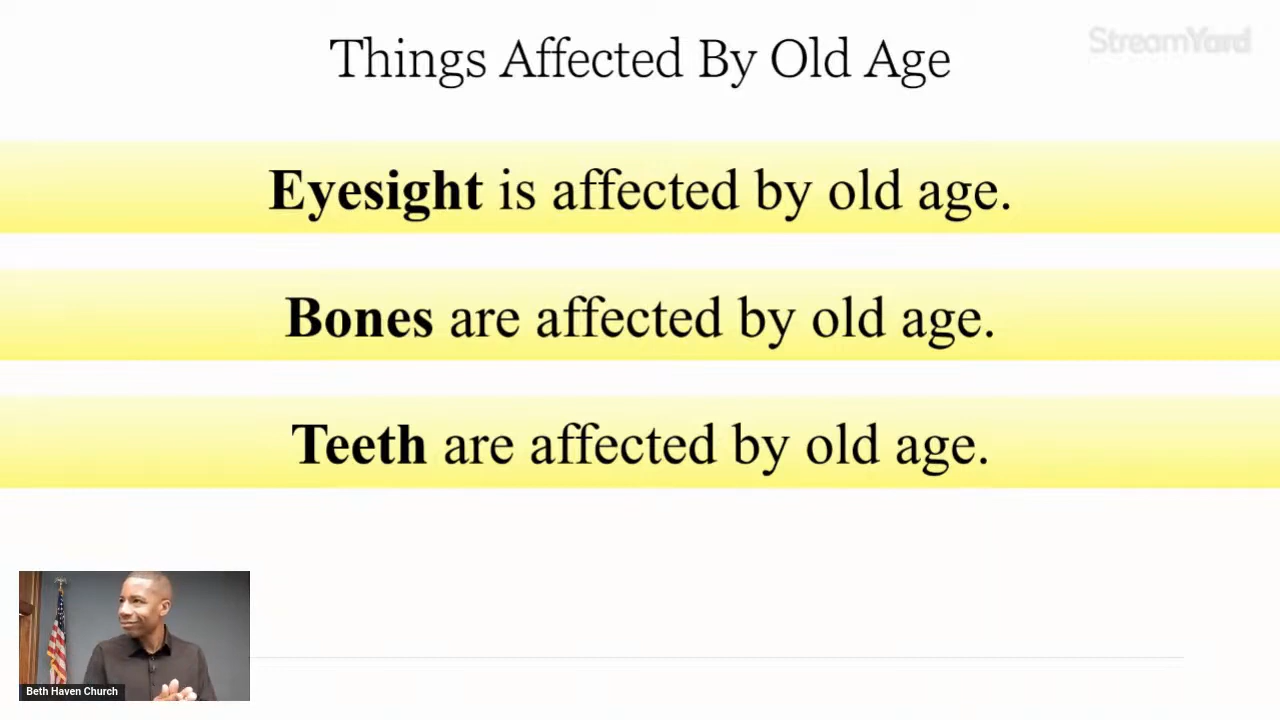 Things Affected By Old Age
StreamYard
Eyesight is affected by old age.
Bones are affected by old age.
Teeth are affected by old age.
Beth Haven Church